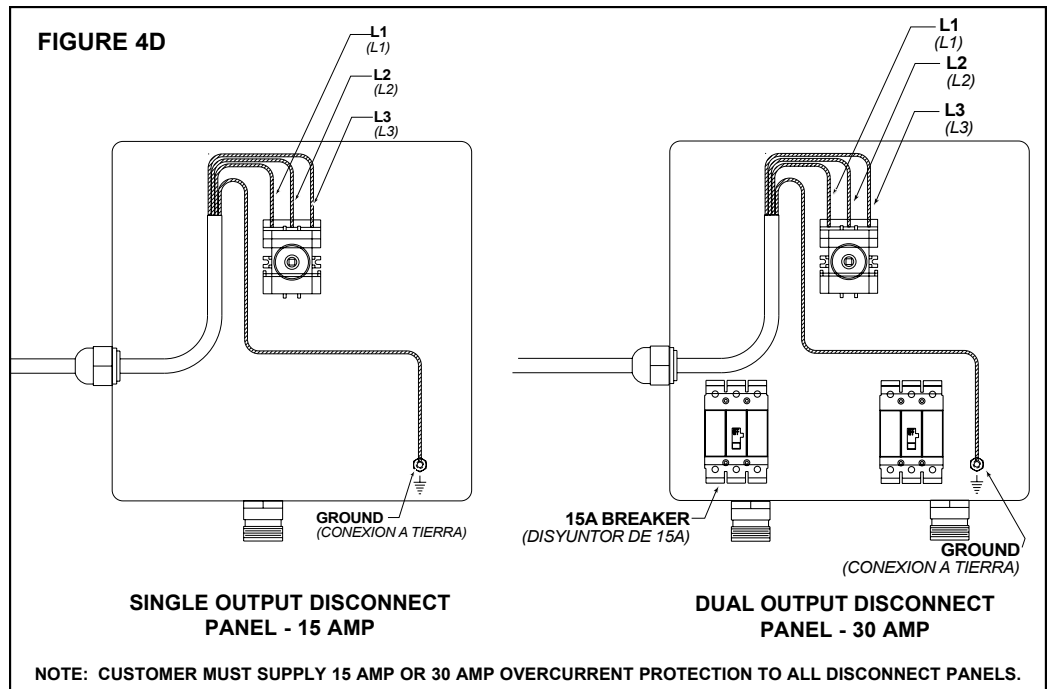 FIGURE 4D
L1
(L1)
L2
(L2)
L3
(L3)
GROUND
(CONEXION A TIERRA)
SINGLE OUTPUT DISCONNECT
PANEL - 15 AMP
L1
(L1)
L2
(L2)
L3
(L3)
OFF
OFF
15A BREAKER
(DISYUNTOR DE 15A)
GROUND
(CONEXION A TIERRA)
DUAL OUTPUT DISCONNECT
PANEL - 30 AMP
NOTE: CUSTOMER MUST SUPPLY 15 AMP OR 30 AMP OVERCURRENT PROTECTION TO ALL DISCONNECT PANELS.